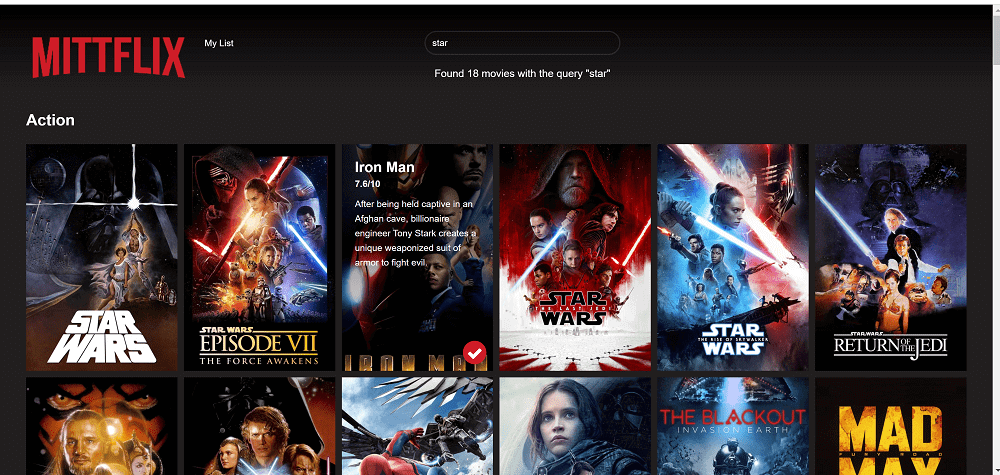 MITTFLIX
My List
star
Found 18 movies with the query "star"
Action
STAR
WARS
STAR WARS
EPISODE VII
THE FORCE AWAKENS
Iron Man
7.6/10
After being held captive in an
Afghan cave, billionaire
engineer Tony Stark creates a
unique weaponized suit of
armor to fight evil.
IRON MAN
STAR
THE LAST JEDI
WARS
STAR
THE RISE OF SKYWALKER
WARS
STAR WARS
RETURN OF THE JEDI
THE BLACKOUT
INVASION EARTH
MAD
FURY ROAD
MAX